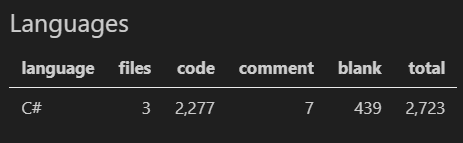 Languages
language files code comment blank total
C# 3 2,277 7 439 2,723